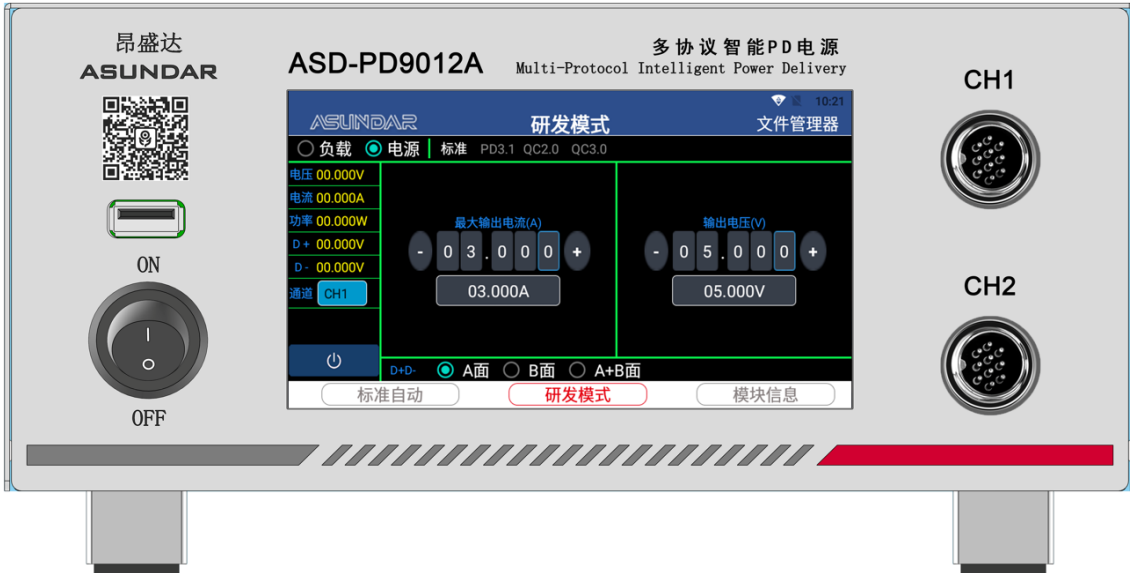 昂盛达
ASUNDAR
ON
OFF
ASD-PD9012A
多协议智能PD电源
Multi-Protocol Intelligent Power Delivery
10:21
ASUNDAR
研发模式
文件管理器
负载 电源 标准 PD3.1 QC2.0 QC3.0
电压 00.000V
电流 00.000A
功率 00.000W
D+ 00.000V
D- 00.000V
通道 CH1
最大输出电流(A)
- 0 3 . 0 0 0 +
03.000A
输出电压(V)
- 0 5 . 0 0 0 +
05.000V
D+D- A面 B面 A+B面
标准自动 研发模式 模块信息
CH1
CH2